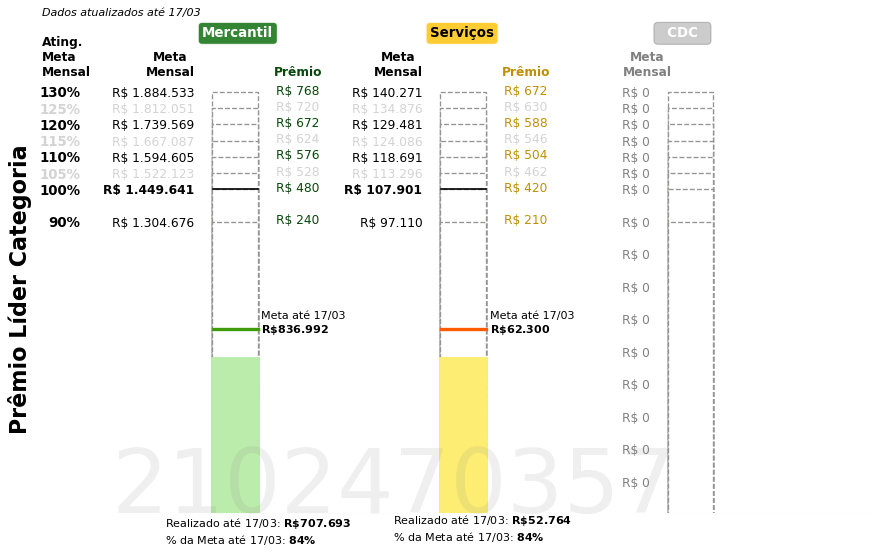 Dados atualizados até 17/03
Mercantil Serviços CDC
Ating. Meta Mensal Meta Mensal Prêmio Meta Mensal Prêmio Meta Mensal
130% R$ 1.884.533 R$ 768 R$ 140.271 R$ 672 R$ 0
125% R$ 1.812.051 R$ 720 R$ 134.876 R$ 630 R$ 0
120% R$ 1.739.569 R$ 672 R$ 129.481 R$ 588 R$ 0
115% R$ 1.667.087 R$ 624 R$ 124.086 R$ 546 R$ 0
110% R$ 1.594.605 R$ 576 R$ 118.691 R$ 504 R$ 0
105% R$ 1.522.123 R$ 528 R$ 113.296 R$ 462 R$ 0
100% R$ 1.449.641 R$ 480 R$ 107.901 R$ 420 R$ 0
90% R$ 1.304.676 R$ 240 R$ 97.110 R$ 210 R$ 0
R$ 0
R$ 0
R$ 0
R$ 0
R$ 0
R$ 0
R$ 0
R$ 0
Meta até 17/03 Meta até 17/03
R$836.992 R$62.300
Prêmio Líder Categoria
2102470357
Realizado até 17/03: R$707.693 Realizado até 17/03: R$52.764
% da Meta até 17/03: 84% % da Meta até 17/03: 84%